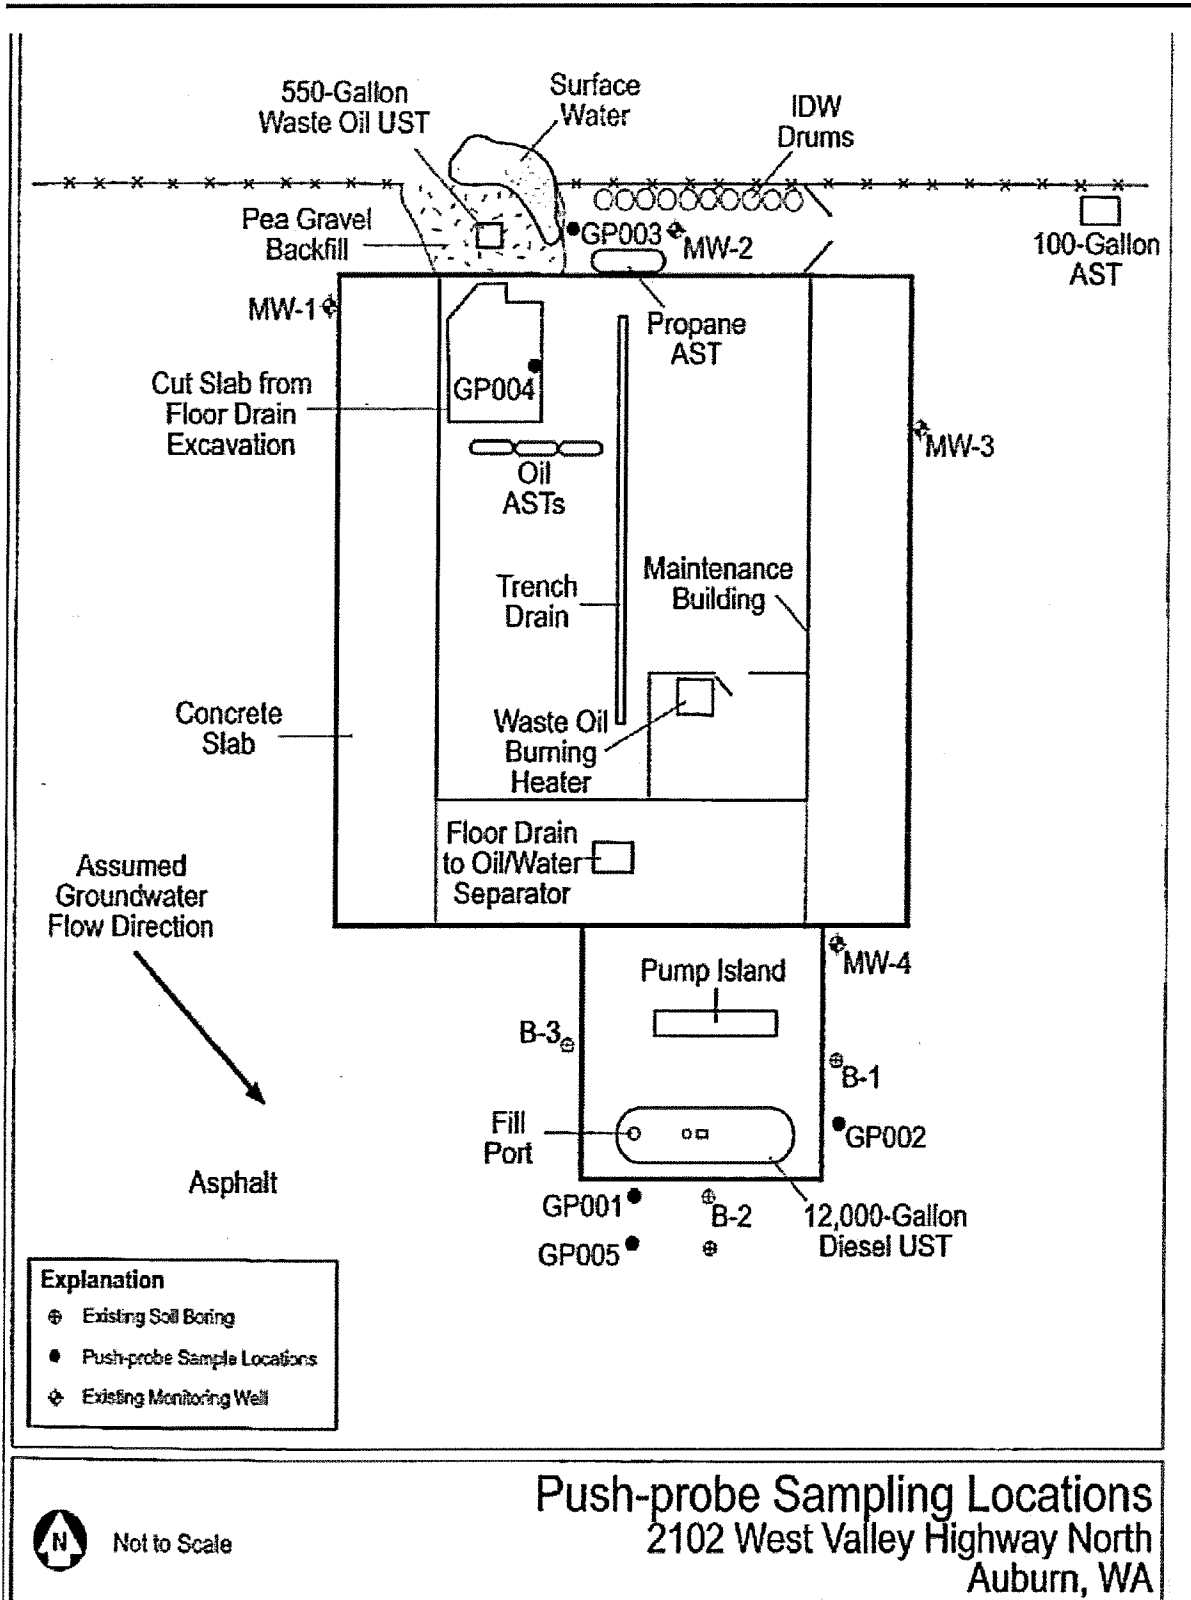 550-Gallon
Waste Oil UST
Surface
Water
IDW
Drums
Pea Gravel
Backfill
GP003
MW-2
100-Gallon
AST
MW-1
Propane
AST
GP004
Cut Slab from
Floor Drain
Excavation
MW-3
Oil
ASTs
Trench
Drain
Maintenance
Building
Concrete
Slab
Waste Oil
Burning
Heater
Floor Drain
to Oil/Water
Separator
Assumed
Groundwater
Flow Direction
MW-4
Pump Island
B-3
B-1
Fill
Port
GP002
Asphalt
GP001
B-2
12,000-Gallon
Diesel UST
GP005
Explanation
Existing Soil Boring
Push-probe Sample Locations
Existing Monitoring Well
N
Not to Scale
Push-probe Sampling Locations
2102 West Valley Highway North
Auburn, WA